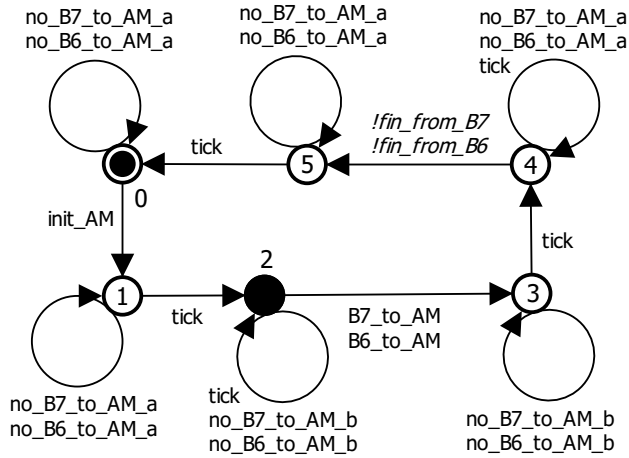 no_B7_to_AM_a
no_B6_to_AM_a
no_B7_to_AM_a
no_B6_to_AM_a
no_B7_to_AM_a
no_B6_to_AM_a
tick
!fin_from_B7
!fin_from_B6
tick
5
4
0
init_AM
2
tick
1
tick
B7_to_AM
B6_to_AM
3
no_B7_to_AM_a
no_B6_to_AM_a
tick
no_B7_to_AM_b
no_B6_to_AM_b
no_B7_to_AM_b
no_B6_to_AM_b